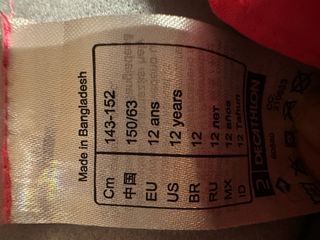 Made in Bangladesh
Cm 143-152
中国 150/63
EU 12 ans
US 12 years
BR 12
RU 12 лет
MX 12 años
ID 12 Tahun
2 DECATHLON